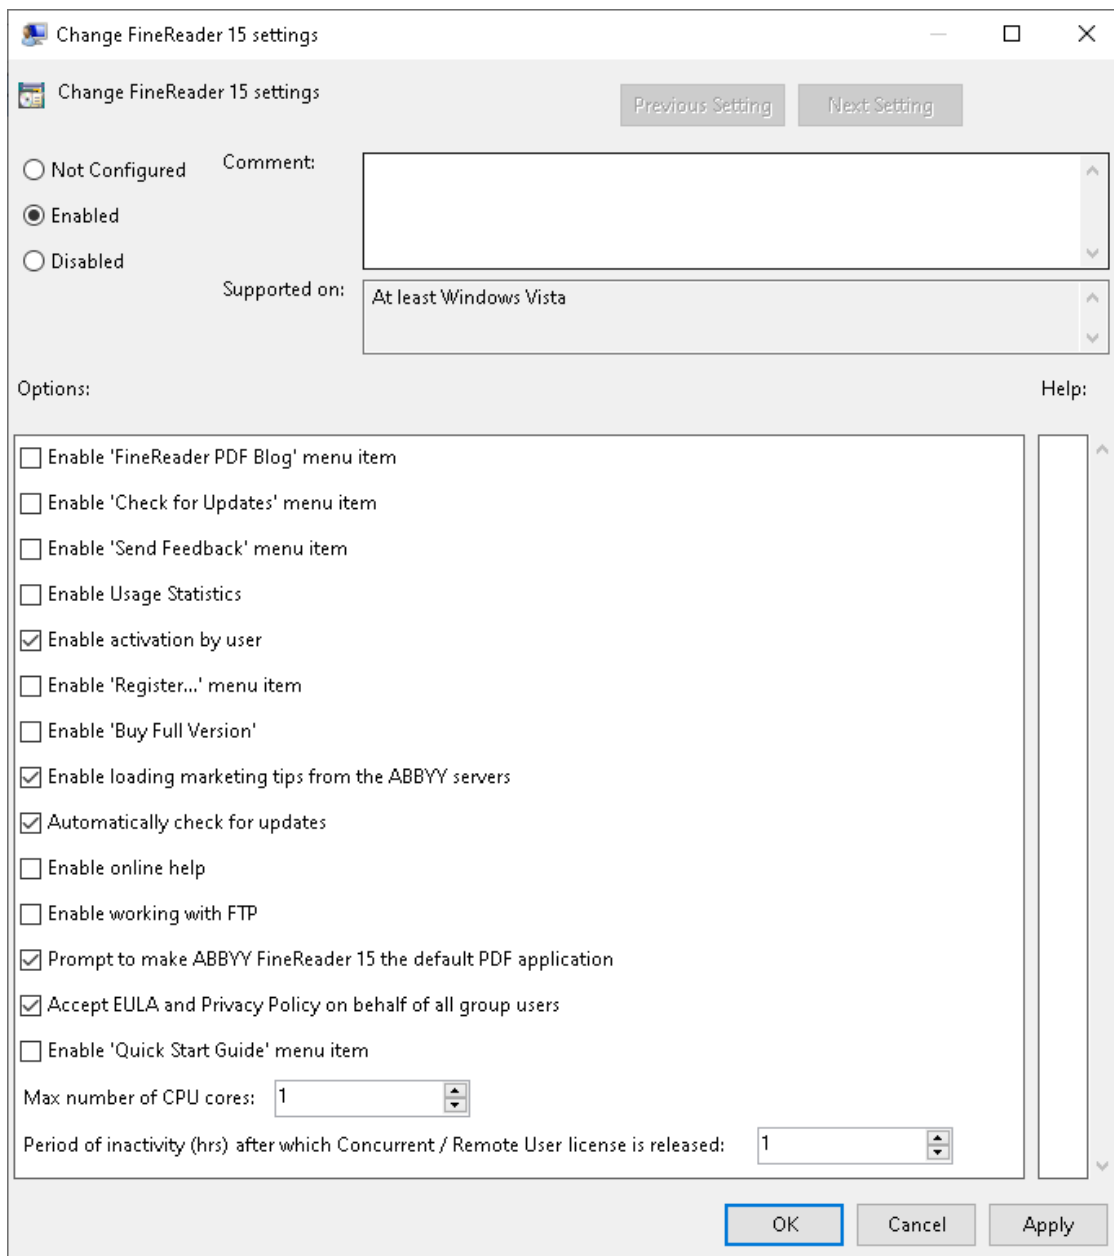 Change FineReader 15 settings
Change FineReader 15 settings
Previous Setting
Next Setting
Not Configured
Comment:
Enabled
Disabled
Supported on:
At least Windows Vista
Options:
Help:
Enable 'FineReader PDF Blog' menu item
Enable 'Check for Updates' menu item
Enable 'Send Feedback' menu item
Enable Usage Statistics
Enable activation by user
Enable 'Register...' menu item
Enable 'Buy Full Version'
Enable loading marketing tips from the ABBYY servers
Automatically check for updates
Enable online help
Enable working with FTP
Prompt to make ABBYY FineReader 15 the default PDF application
Accept EULA and Privacy Policy on behalf of all group users
Enable 'Quick Start Guide' menu item
Max number of CPU cores: 1
Period of inactivity (hrs) after which Concurrent / Remote User license is released: 1
OK
Cancel
Apply